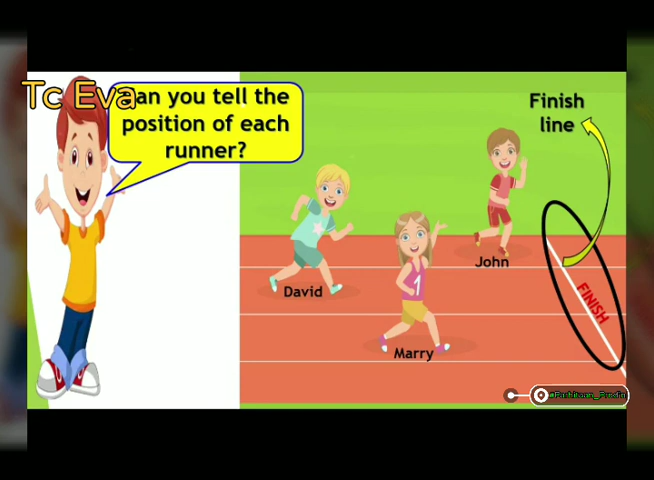 Tc Eva
an you tell the
position of each
runner?
Finish
line
John
David
FINISH
Marry